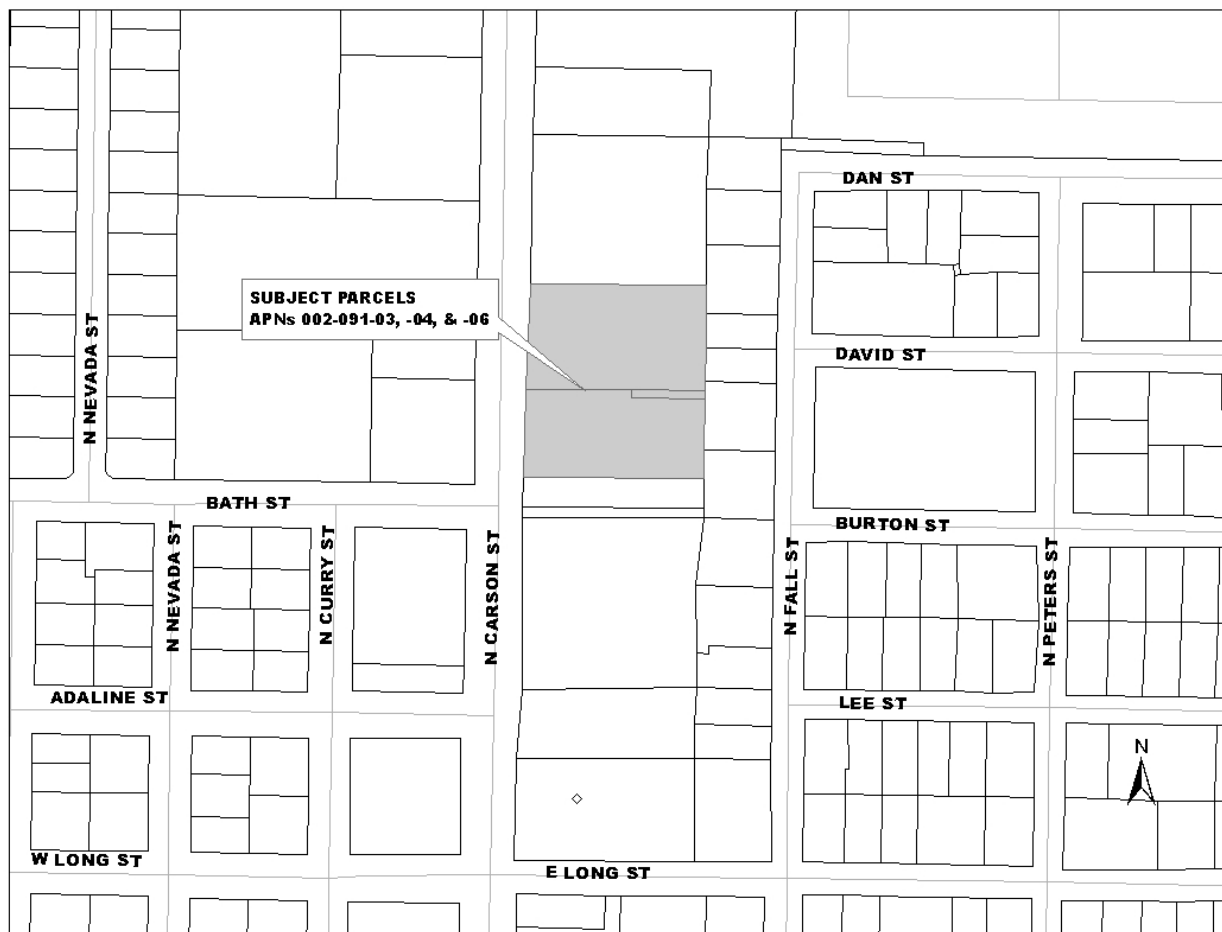 DAN ST
SUBJECT PARCELS
APNs 002-091-03, -04, & -06
DAVID ST
N NEVADA ST
BATH ST
BURTON ST
N NEVADA ST
N CURRY ST
N CARSON ST
N FALL ST
N PETERS ST
ADALINE ST
LEE ST
N
W LONG ST
E LONG ST